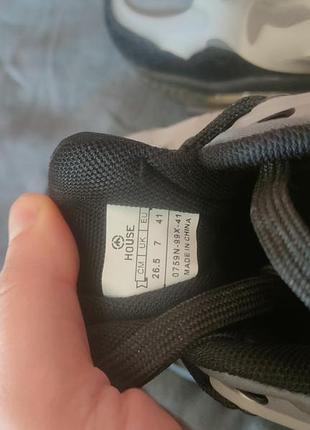 HOUSE
CM UK EU
26.5 7 41
0759N-99X-41
MADE IN CHINA